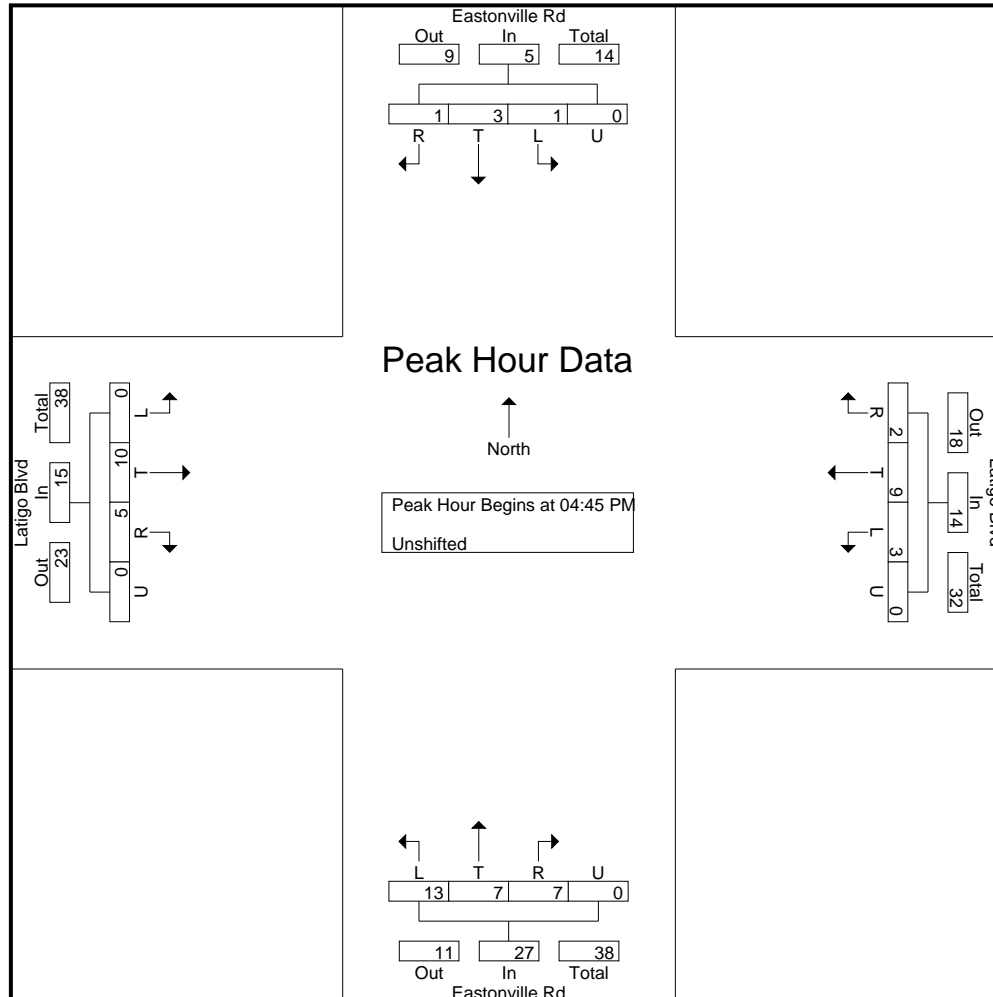 Eastonville Rd
Out In Total
9 5 14
1 3 1 0
R T L U
Peak Hour Data
North
Peak Hour Begins at 04:45 PM
Unshifted
Latigo Blvd
Out In Total
23 15 38
0 10 5 0
L T R U
Latigo Blvd
Out In Total
18 14 32
2 9 3 0
R T L U
L T R U
13 7 7 0
11 27 38
Out In Total
Eastonville Rd